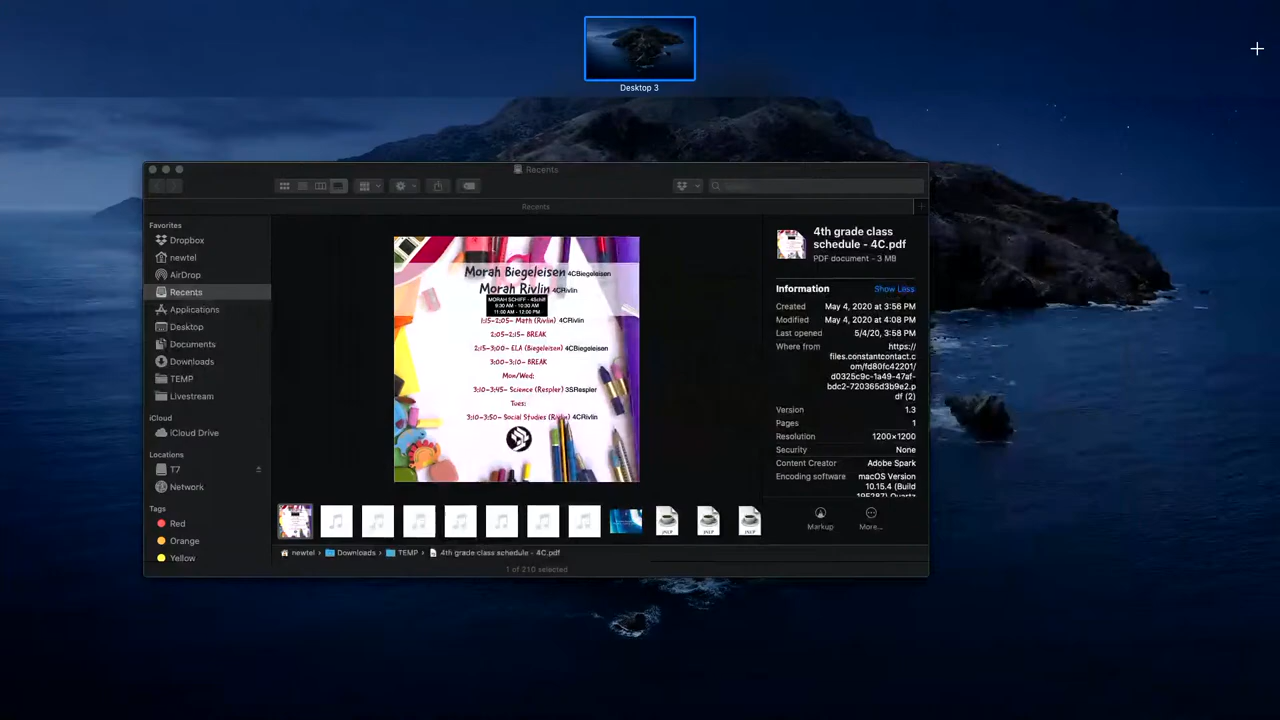 Desktop 3
Recents
Recents
Favorites
Dropbox
newtel
AirDrop
Recents
Applications
Desktop
Documents
Downloads
TEMP
Livestream
iCloud
iCloud Drive
Locations
T7
Network
Tags
Red
Orange
Yellow
Morah Biegeleisen 4CBiegeleisen
Morah Rivlin 4CRivlin
MORAH SCHIFF - 4Schiff
9:30 AM - 10:30 AM
11:00 AM - 12:00 PM
1:15-2:05- Math (Rivlin) 4CRivlin
2:05-2:15- BREAK
2:15-3:00- ELA (Biegeleisen) 4CBiegeleisen
3:00-3:10- BREAK
Mon/Wed:
3:10-3:45- Science (Respler) 3SRespler
Tues:
3:10-3:50- Social Studies (Rivlin) 4CRivlin
4th grade class
schedule - 4C.pdf
PDF document - 3 MB
Information Show Less
Created May 4, 2020 at 3:56 PM
Modified May 4, 2020 at 4:08 PM
Last opened 5/4/20, 3:58 PM
Where from https://
files.constantcontact.c
om/fd80fc42201/
d0325c9c-1a49-47af-
bdc2-720365d3b9e2.p
df (2)
Version 1.3
Pages 1
Resolution 1200×1200
Security None
Content Creator Adobe Spark
Encoding software macOS Version
10.15.4 (Build
19E287) Quartz
Markup More...
newtel › Downloads › TEMP › 4th grade class schedule - 4C.pdf
1 of 210 selected